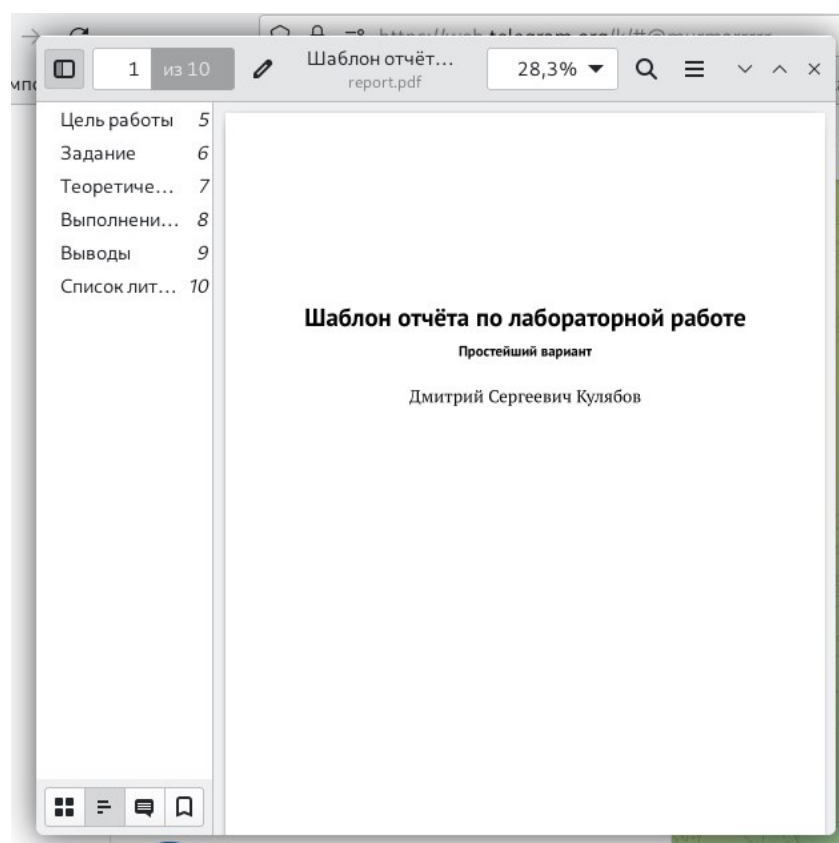 1 из 10
Шаблон отчёт...
report.pdf
28,3%
Цель работы 5
Задание 6
Теоретиче... 7
Выполнени... 8
Выводы 9
Список лит... 10
Шаблон отчёта по лабораторной работе
Простейший вариант
Дмитрий Сергеевич Кулябов